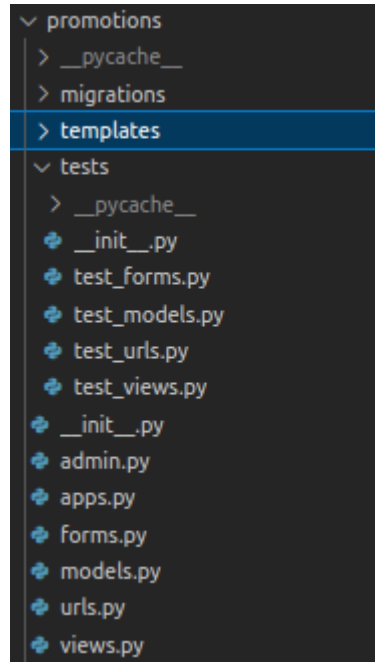 promotions
__pycache__
migrations
templates
tests
__pycache__
__init__.py
test_forms.py
test_models.py
test_urls.py
test_views.py
__init__.py
admin.py
apps.py
forms.py
models.py
urls.py
views.py